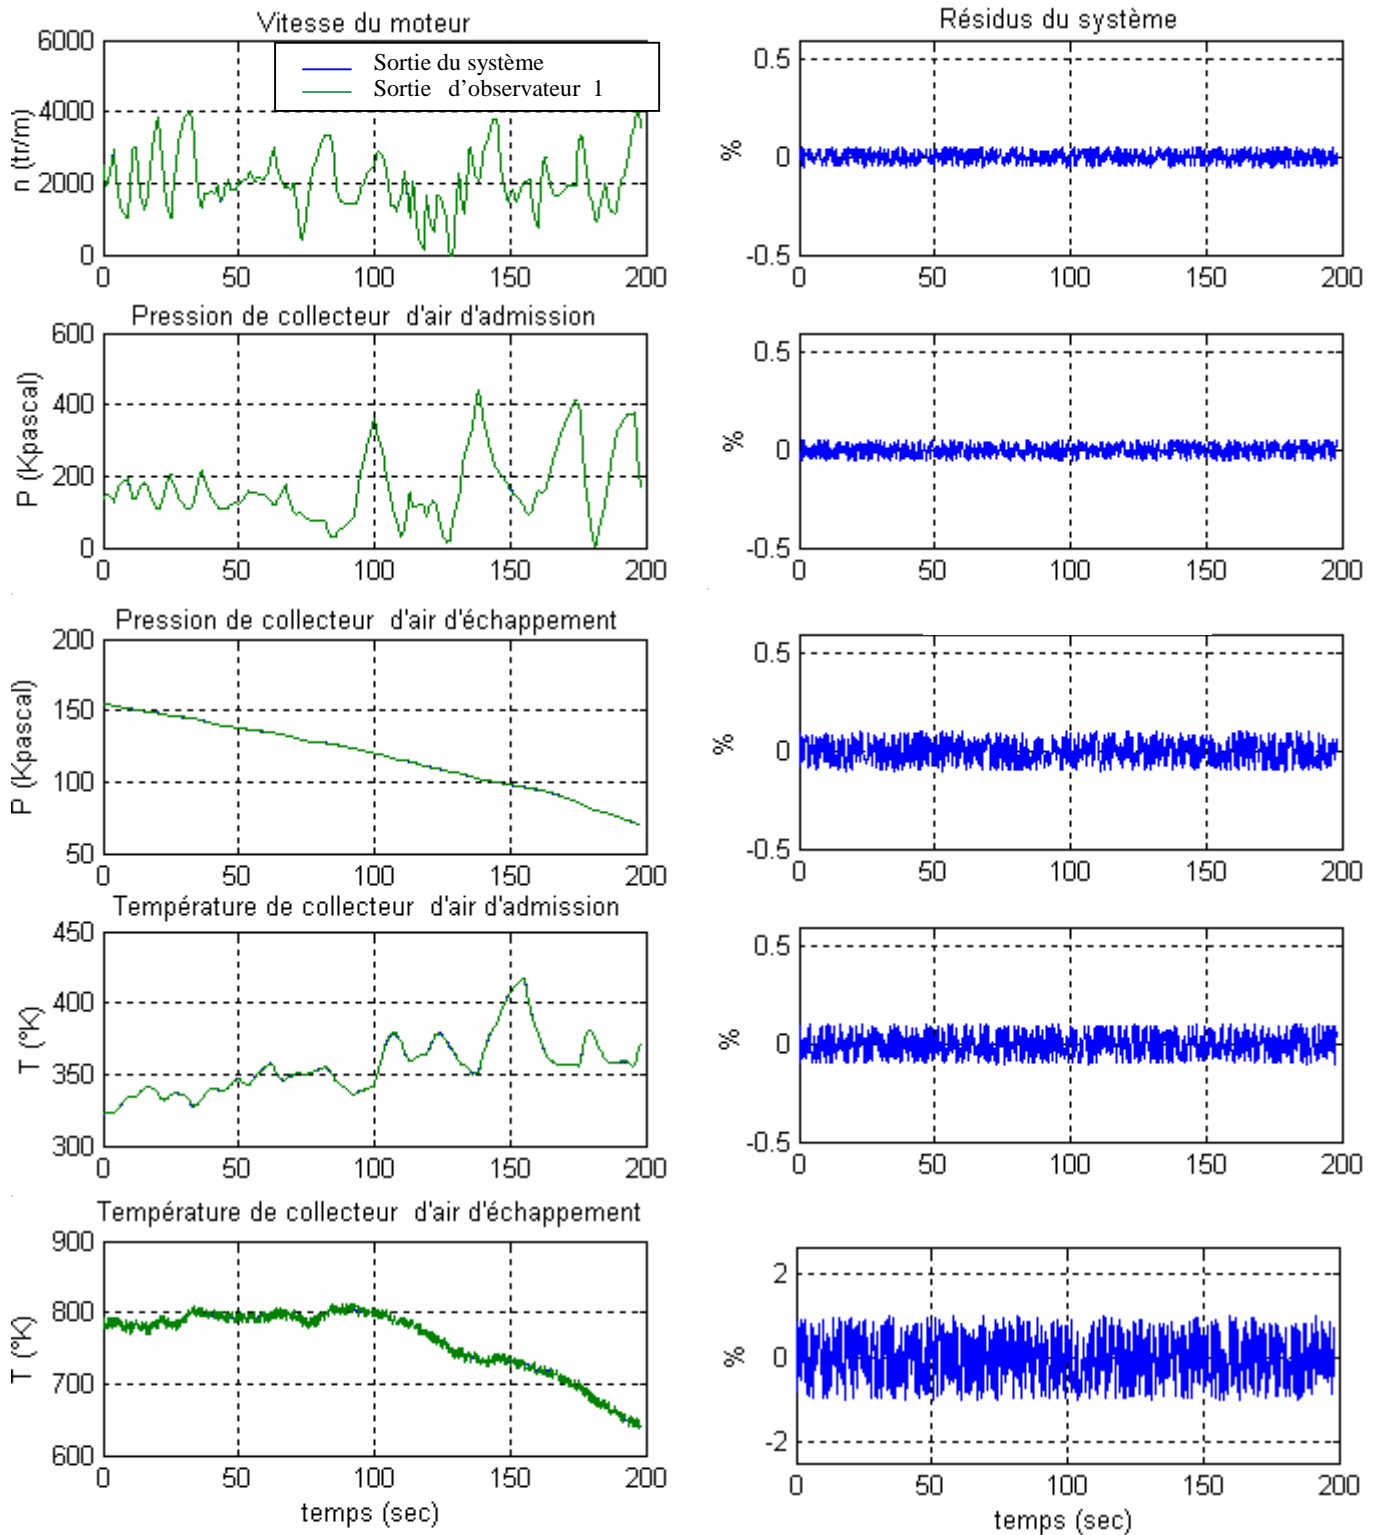 Vitesse du moteur
6000
4000
2000
0
n (tr/m)
Sortie du système
Sortie d'observateur 1
0 50 100 150 200
Résidus du système
0.5
0
-0.5
%
0 50 100 150 200
Pression de collecteur d'air d'admission
600
400
200
0
P (Kpascal)
0 50 100 150 200
0.5
0
-0.5
%
0 50 100 150 200
Pression de collecteur d'air d'échappement
200
150
100
50
P (Kpascal)
0 50 100 150 200
0.5
0
-0.5
%
0 50 100 150 200
Température de collecteur d'air d'admission
450
400
350
300
T (°K)
0 50 100 150 200
0.5
0
-0.5
%
0 50 100 150 200
Température de collecteur d'air d'échappement
900
800
700
600
T (°K)
0 50 100 150 200
temps (sec)
2
0
-2
%
0 50 100 150 200
temps (sec)